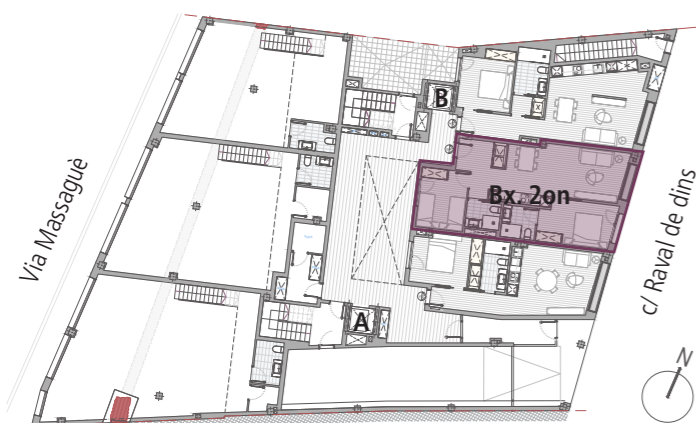 Via Massaguè
B
Bx. 2on
c/ Raval de dins
A
N